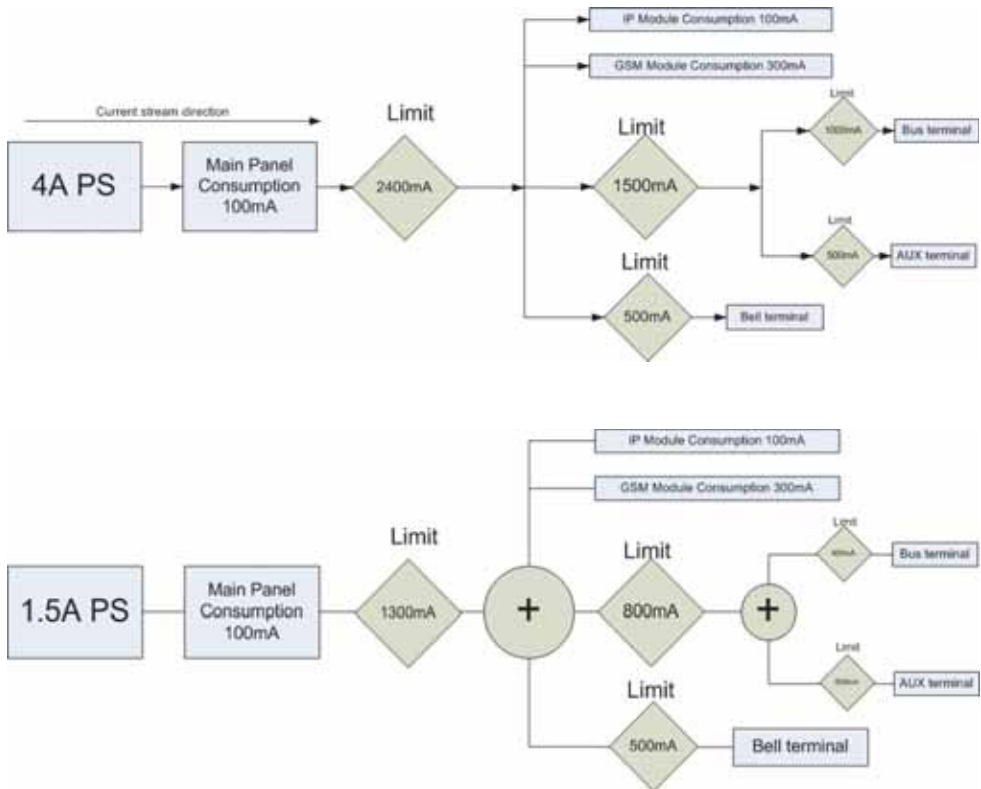 IP Module Consumption 100mA
GSM Module Consumption 300mA
Current stream direction
Limit
Limit
Limit
4A PS
Main Panel
Consumption
100mA
2400mA
1500mA
1000mA
Bus terminal
Limit
500mA
AUX terminal
Limit
500mA
Bell terminal
IP Module Consumption 100mA
GSM Module Consumption 300mA
Limit
Limit
Limit
Bus terminal
1.5A PS
Main Panel
Consumption
100mA
1300mA
+
800mA
+
Limit
AUX terminal
Limit
500mA
Bell terminal